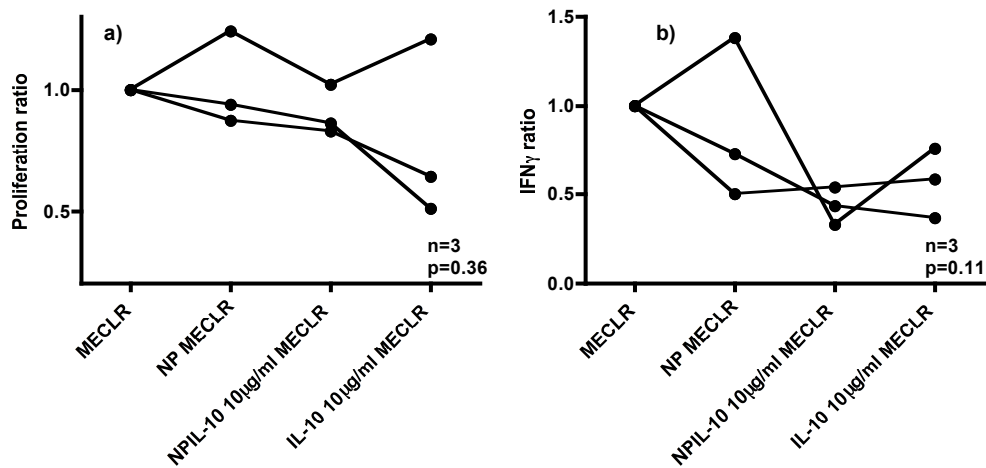 a)
Proliferation ratio
1.0
0.5
n=3
p=0.36
MECLR
NP MECLR
NPIL-10 10μg/ml MECLR
IL-10 10μg/ml MECLR
b)
IFNγ ratio
1.5
1.0
0.5
0.0
n=3
p=0.11
MECLR
NP MECLR
NPIL-10 10μg/ml MECLR
IL-10 10μg/ml MECLR